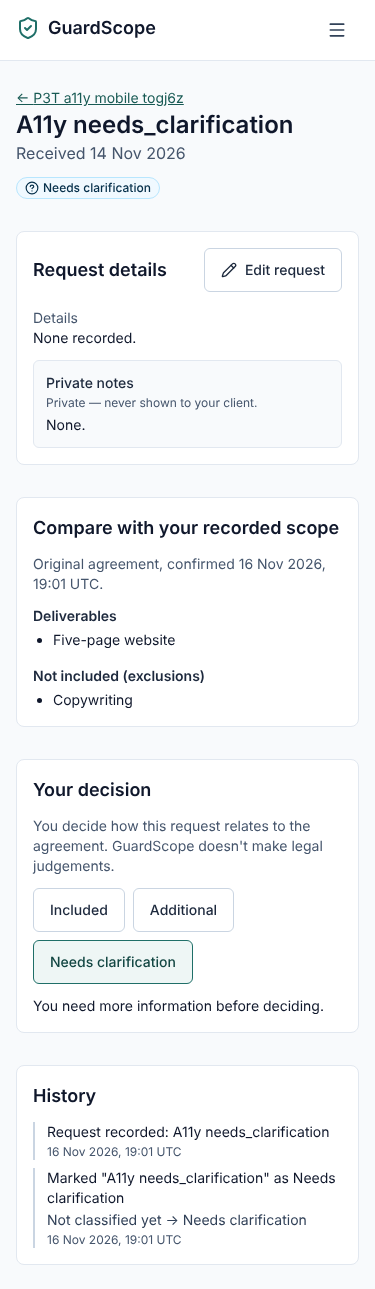 GuardScope
← P3T a11y mobile togj6z
A11y needs_clarification
Received 14 Nov 2026
Needs clarification
Request details
Edit request
Details
None recorded.
Private notes
Private — never shown to your client.
None.
Compare with your recorded scope
Original agreement, confirmed 16 Nov 2026,
19:01 UTC.
Deliverables
• Five-page website
Not included (exclusions)
• Copywriting
Your decision
You decide how this request relates to the
agreement. GuardScope doesn't make legal
judgements.
Included
Additional
Needs clarification
You need more information before deciding.
History
Request recorded: A11y needs_clarification
16 Nov 2026, 19:01 UTC
Marked "A11y needs_clarification" as Needs
clarification
Not classified yet → Needs clarification
16 Nov 2026, 19:01 UTC